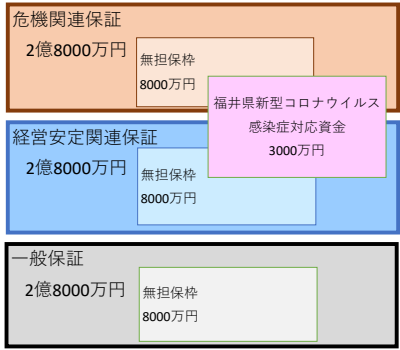 危機関連保証
2億8000万円
無担保枠
8000万円
福井県新型コロナウイルス
感染症対応資金
3000万円
経営安定関連保証
2億8000万円
無担保枠
8000万円
一般保証
2億8000万円
無担保枠
8000万円